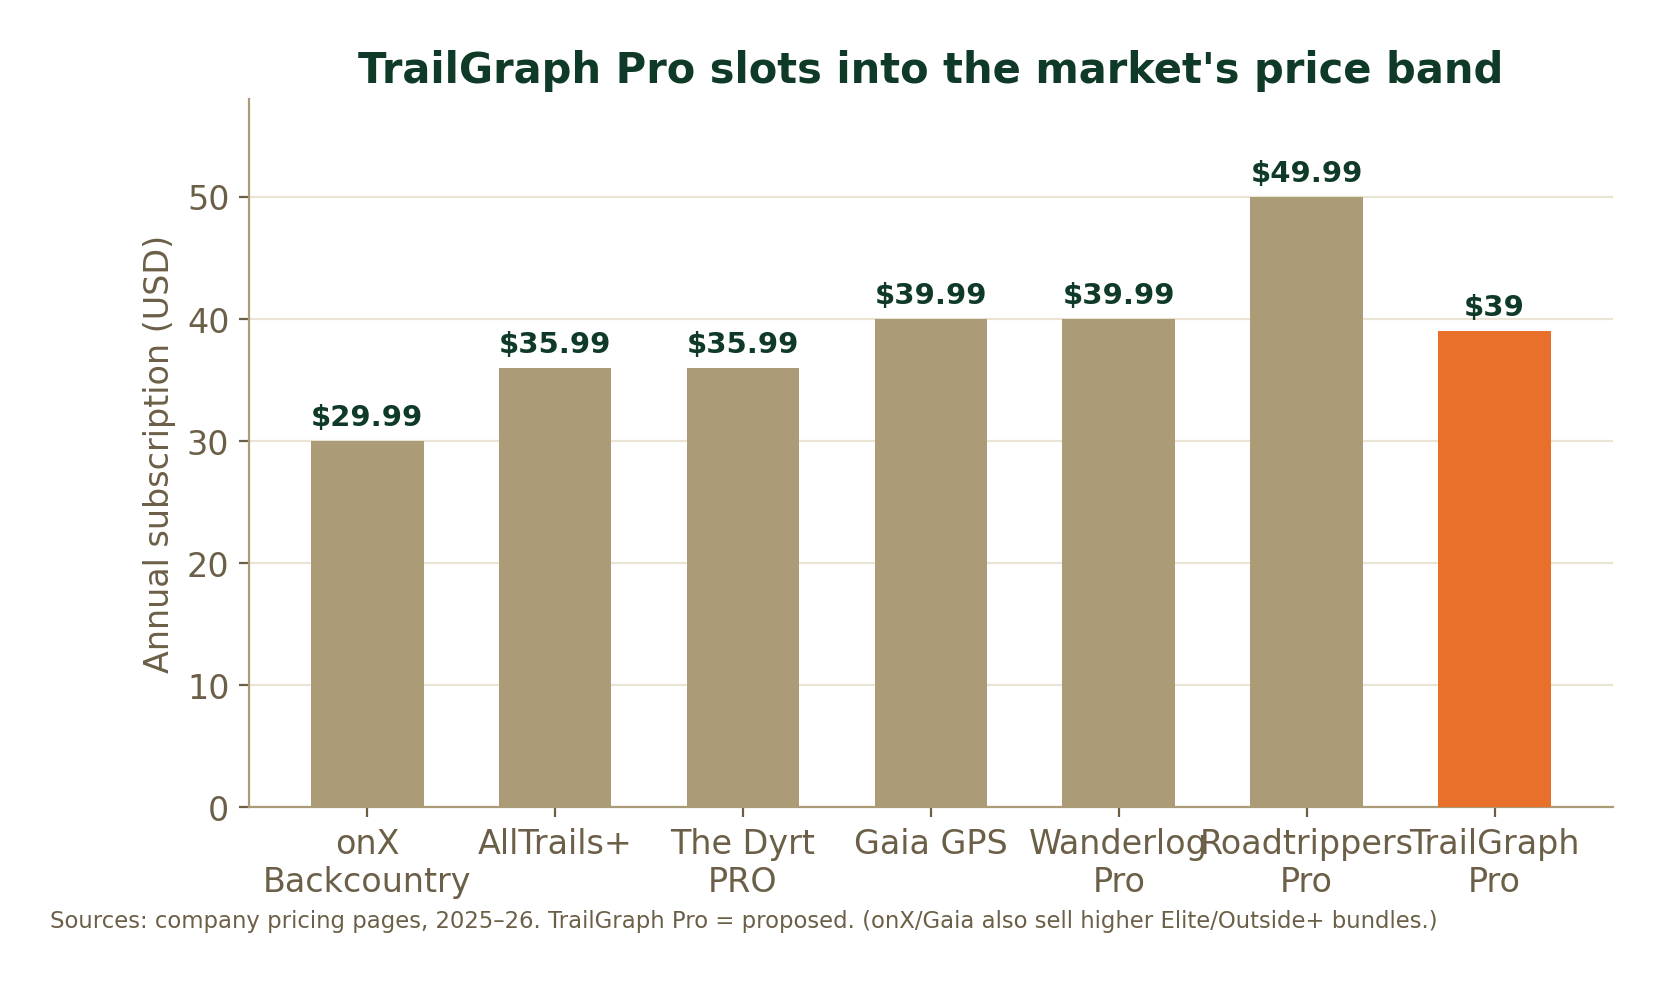 TrailGraph Pro slots into the market's price band
Annual subscription (USD)
50
40
30
20
10
0
$29.99
$35.99
$35.99
$39.99
$39.99
$49.99
$39
onX
Backcountry
AllTrails+
The Dyrt
PRO
Gaia GPS
Wanderlog
Pro
Roadtrippers
Pro
TrailGraph
Pro
Sources: company pricing pages, 2025–26. TrailGraph Pro = proposed. (onX/Gaia also sell higher Elite/Outside+ bundles.)